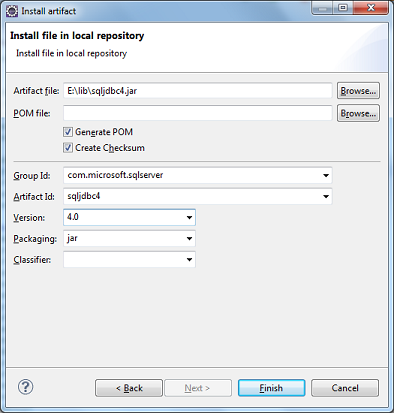 Install artifact
Install file in local repository
Install file in local repository
Artifact file: E:\lib\sqljdbc4.jar Browse...
POM file: Browse...
Generate POM
Create Checksum
Group Id: com.microsoft.sqlserver
Artifact Id: sqljdbc4
Version: 4.0
Packaging: jar
Classifier:
? < Back Next > Finish Cancel